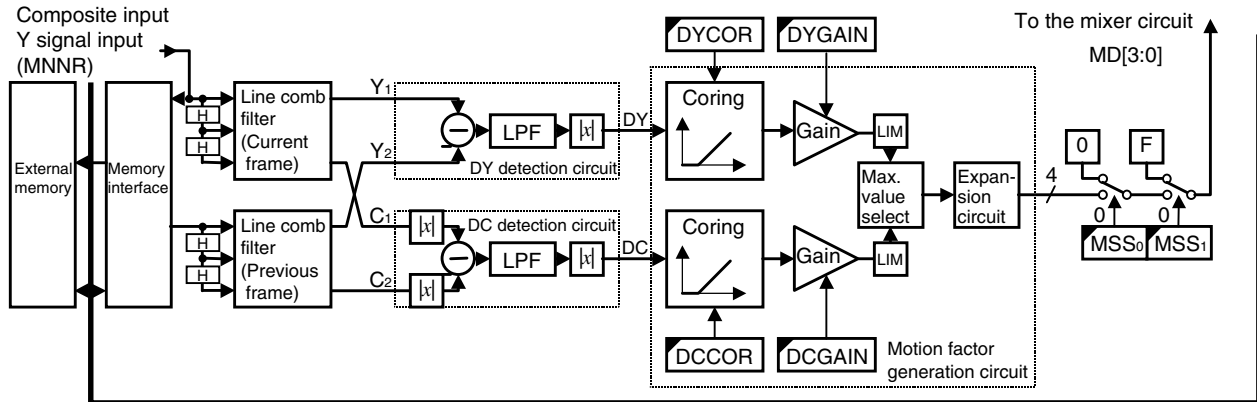 Composite input
Y signal input
(MNNR)
To the mixer circuit
MD[3:0]
DYCOR
DYGAIN
External
memory
Memory
interface
H
H
H
H
Line comb
filter
(Current
frame)
Line comb
filter
(Previous
frame)
Y1
Y2
C1
C2
LPF
|x|
DY
DY detection circuit
DC detection circuit
|x|
|x|
LPF
|x|
DC
Coring
Gain
LIM
Max.
value
select
Expan-
sion
circuit
4
0
F
0
0
MSS0
MSS1
Coring
Gain
LIM
DCCOR
DCGAIN
Motion factor
generation circuit